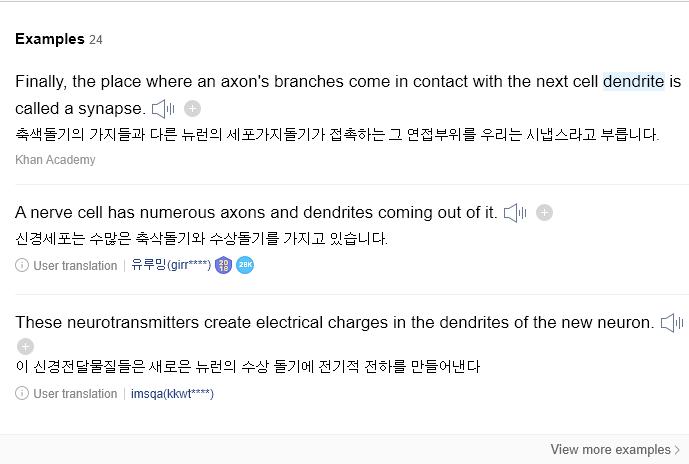 Examples 24
Finally, the place where an axon's branches come in contact with the next cell dendrite is
called a synapse.
축색돌기의 가지들과 다른 뉴런의 세포가지돌기가 접촉하는 그 연접부위를 우리는 시냅스라고 부릅니다.
Khan Academy
A nerve cell has numerous axons and dendrites coming out of it.
신경세포는 수많은 축삭돌기와 수상돌기를 가지고 있습니다.
User translation | 유루밍(girr****) 2018 28K
These neurotransmitters create electrical charges in the dendrites of the new neuron.
이 신경전달물질들은 새로은 뉴런의 수상 돌기에 전기적 전하를 만들어낸다
User translation | imsqa(kkwt****)
View more examples >